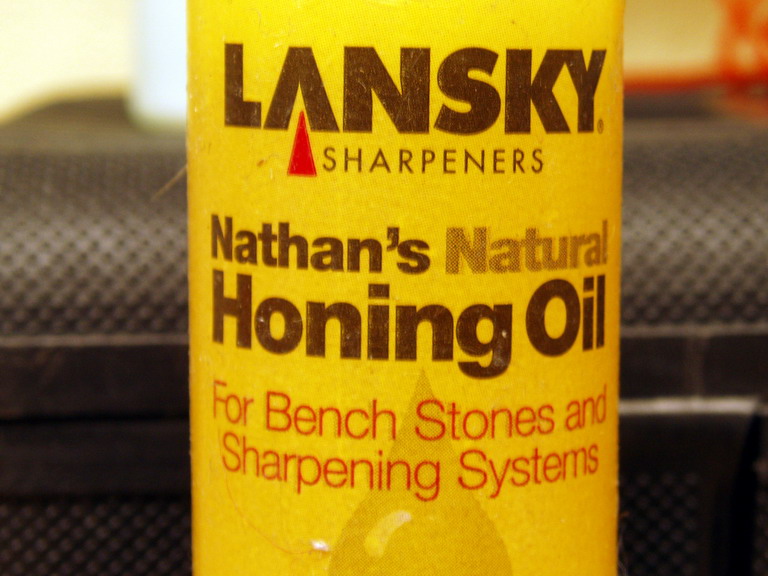 LANSKY®
SHARPENERS
Nathan's Natural
Honing Oil
For Bench Stones and
Sharpening Systems